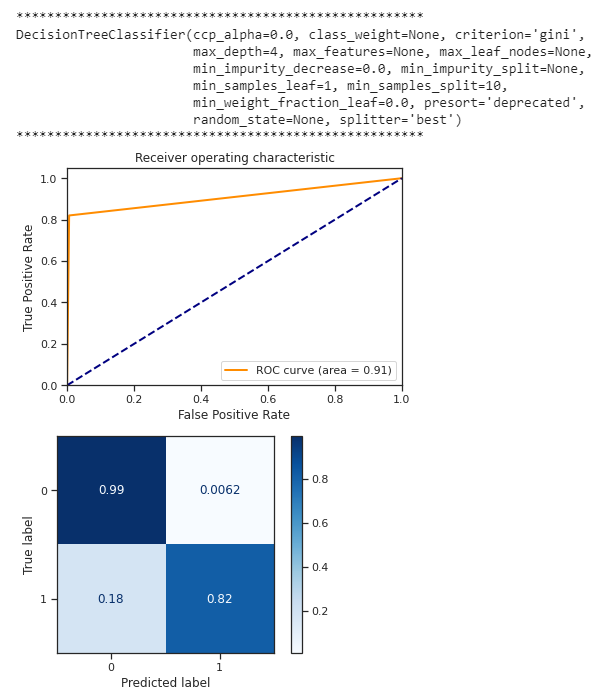 ****************************************************
DecisionTreeClassifier(ccp_alpha=0.0, class_weight=None, criterion='gini',
max_depth=4, max_features=None, max_leaf_nodes=None,
min_impurity_decrease=0.0, min_impurity_split=None,
min_samples_leaf=1, min_samples_split=10,
min_weight_fraction_leaf=0.0, presort='deprecated',
random_state=None, splitter='best')
****************************************************
Receiver operating characteristic
1.0
0.8
0.6
0.4
0.2
0.0
True Positive Rate
ROC curve (area = 0.91)
0.0 0.2 0.4 0.6 0.8 1.0
False Positive Rate
0.99 0.0062
0.18 0.82
0
1
True label
0 1
Predicted label
0.8
0.6
0.4
0.2